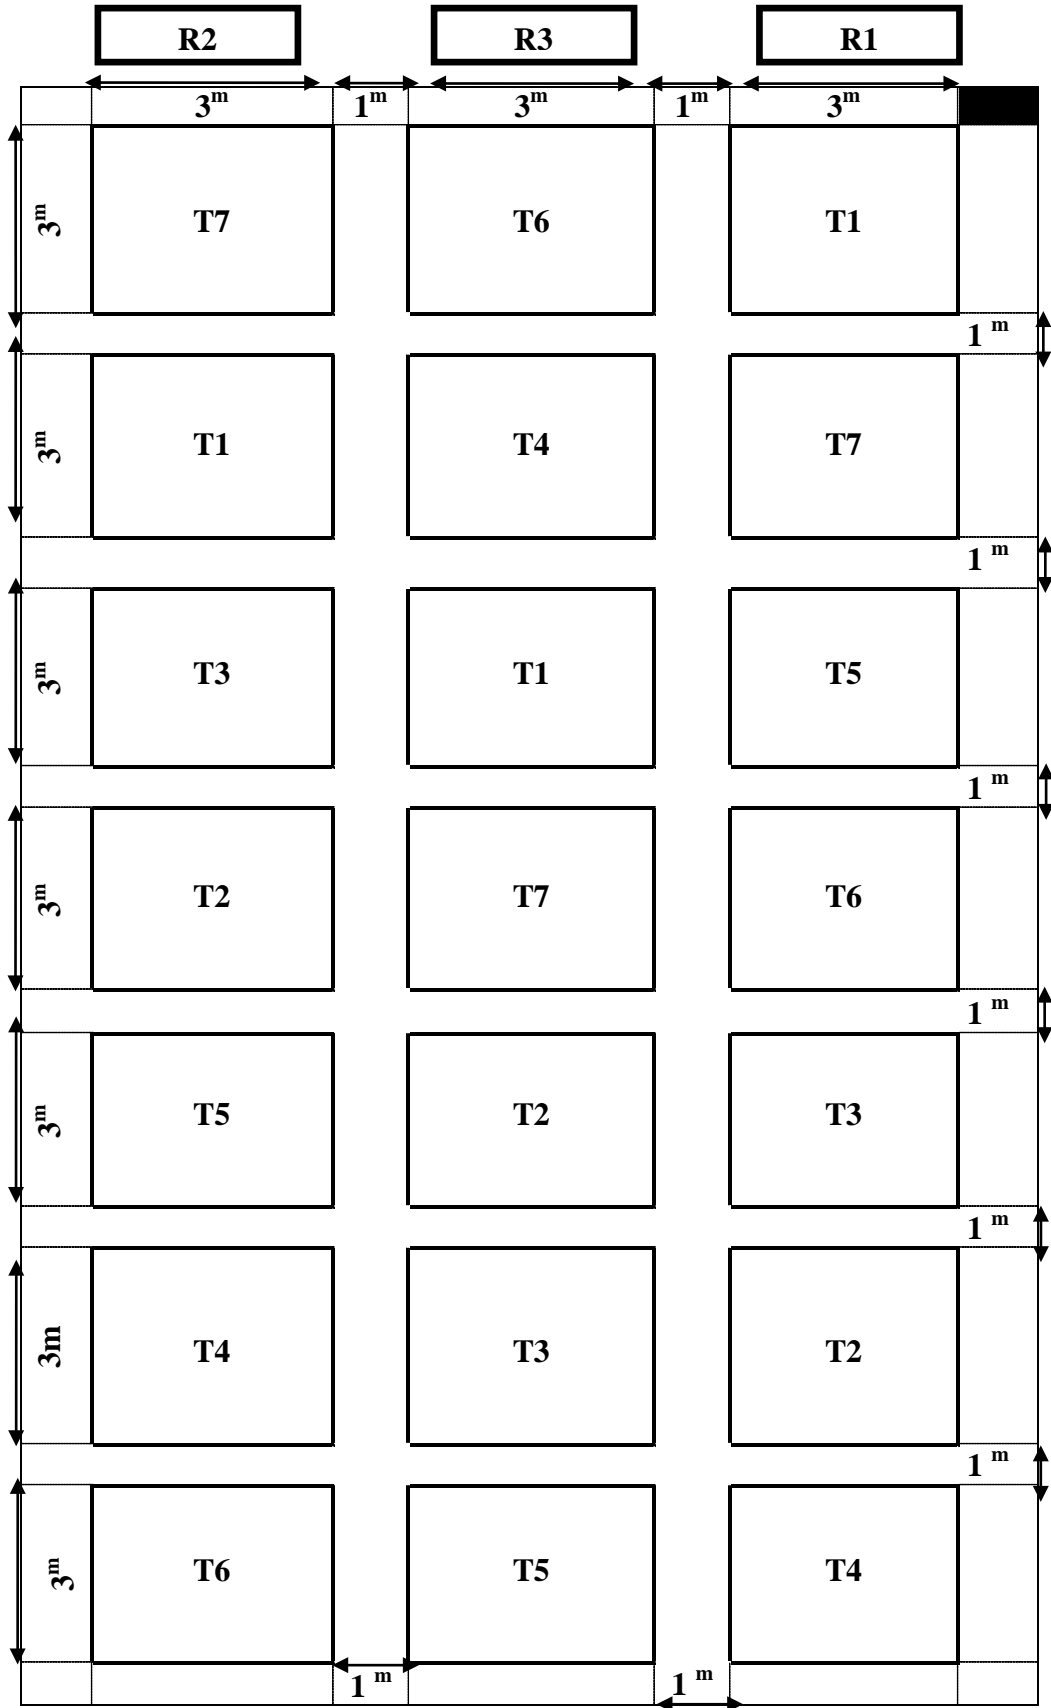 R2 R3 R1
3m 1m 3m 1m 3m
3m T7 T6 T1
1 m
3m T1 T4 T7
1 m
3m T3 T1 T5
1 m
3m T2 T7 T6
1 m
3m T5 T2 T3
1 m
3m T4 T3 T2
1 m
3m T6 T5 T4
1 m 1 m